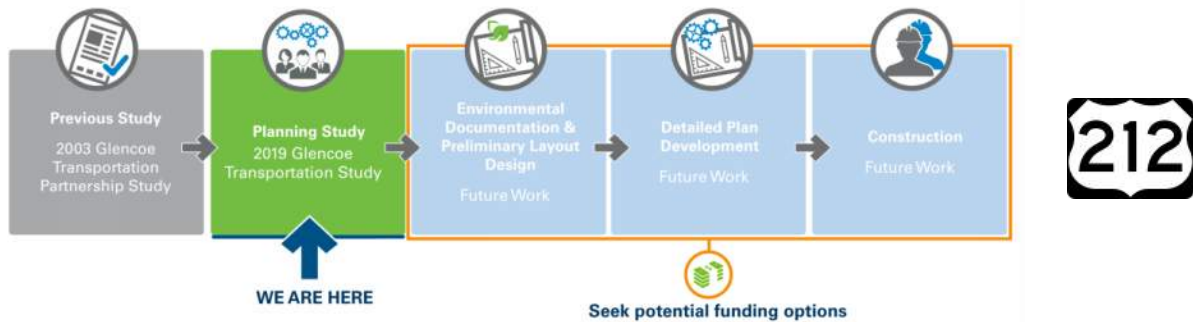 Previous Study
2003 Glencoe
Transportation
Partnership Study
Planning Study
2019 Glencoe
Transportation Study
Environmental
Documentation &
Preliminary Layout
Design
Future Work
Detailed Plan
Development
Future Work
Construction
Future Work
212
WE ARE HERE
Seek potential funding options